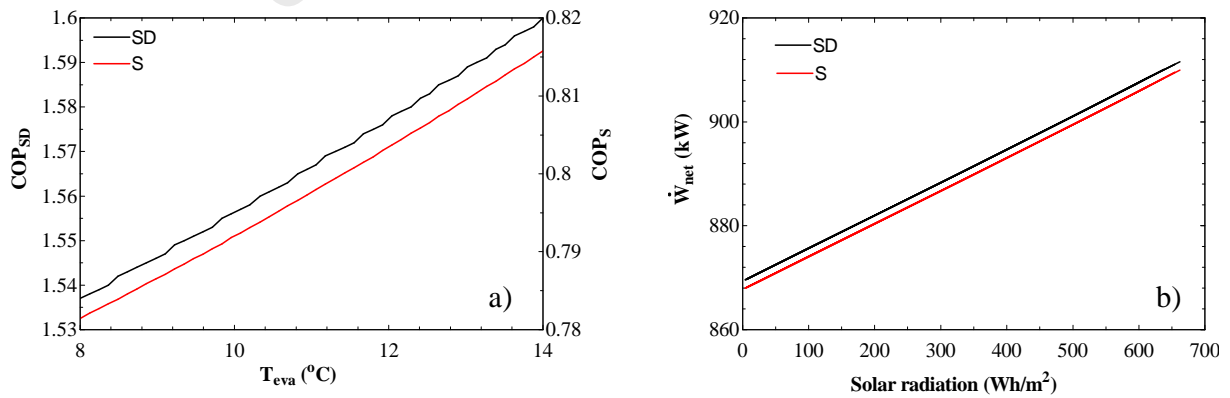 1.6
1.59
1.58
1.57
1.56
1.55
1.54
1.53
COP_SD
SD
S
0.82
0.81
0.8
0.79
0.78
COP_S
8
10
12
14
T_eva (°C)
a)
920
900
880
860
Ẇ_net (kW)
SD
S
0
100
200
300
400
500
600
700
Solar radiation (Wh/m²)
b)